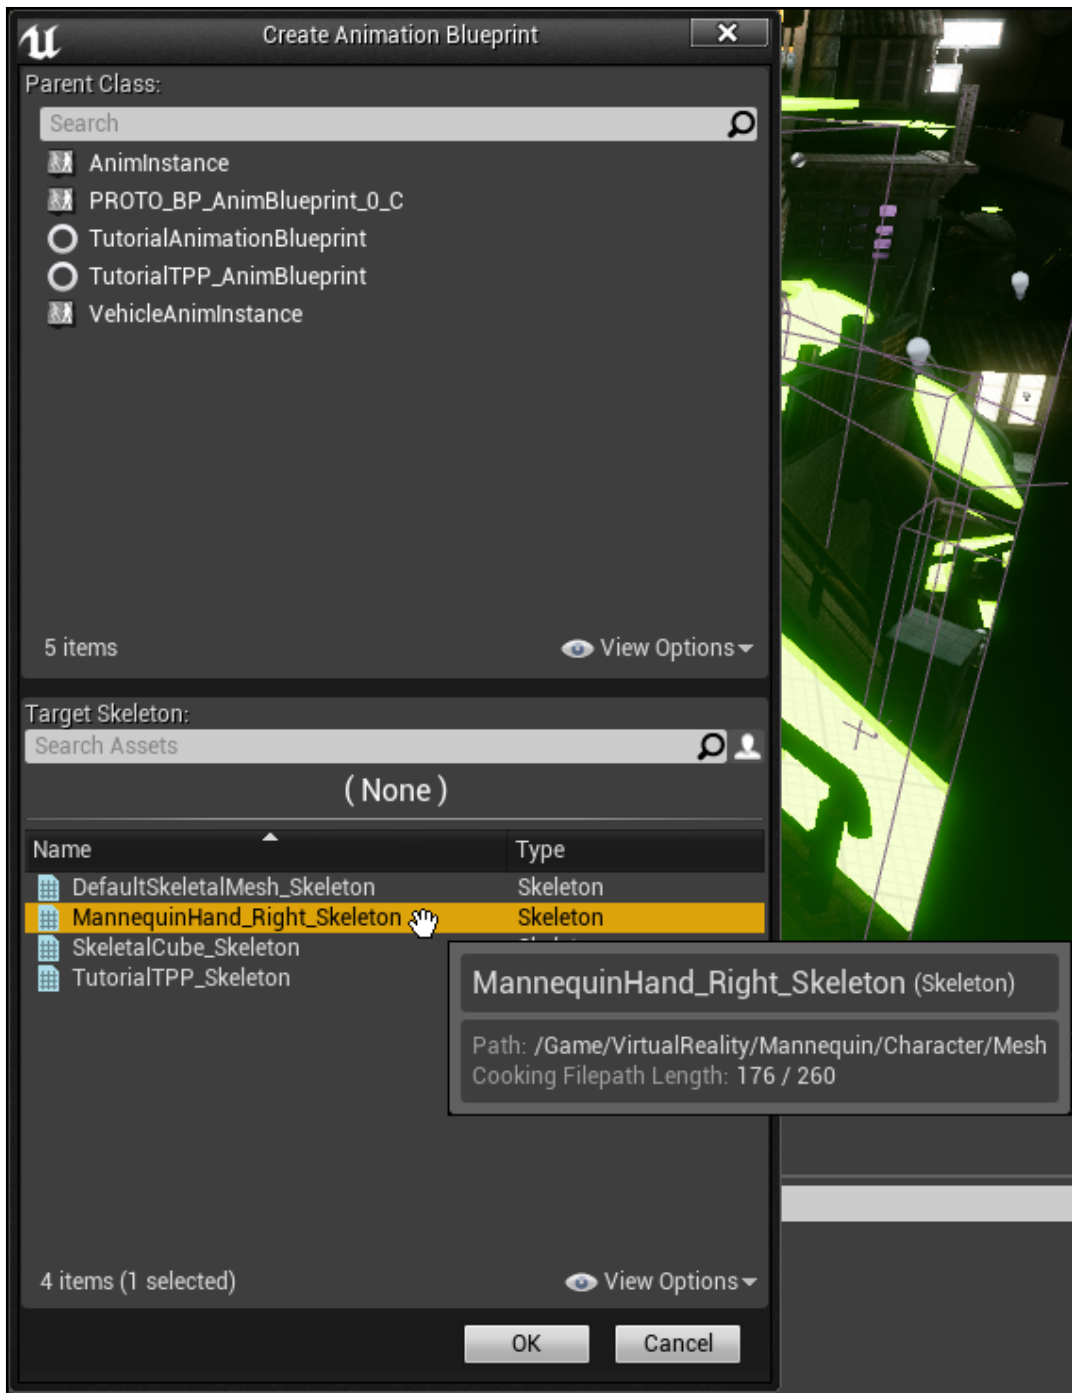 Create Animation Blueprint
Parent Class:
Search
AnimInstance
PROTO_BP_AnimBlueprint_0_C
TutorialAnimationBlueprint
TutorialTPP_AnimBlueprint
VehicleAnimInstance
5 items View Options
Target Skeleton:
Search Assets
( None )
Name Type
DefaultSkeletalMesh_Skeleton Skeleton
MannequinHand_Right_Skeleton Skeleton
SkeletalCube_Skeleton
TutorialTPP_Skeleton
MannequinHand_Right_Skeleton (Skeleton)
Path: /Game/VirtualReality/Mannequin/Character/Mesh
Cooking Filepath Length: 176 / 260
4 items (1 selected) View Options
OK Cancel